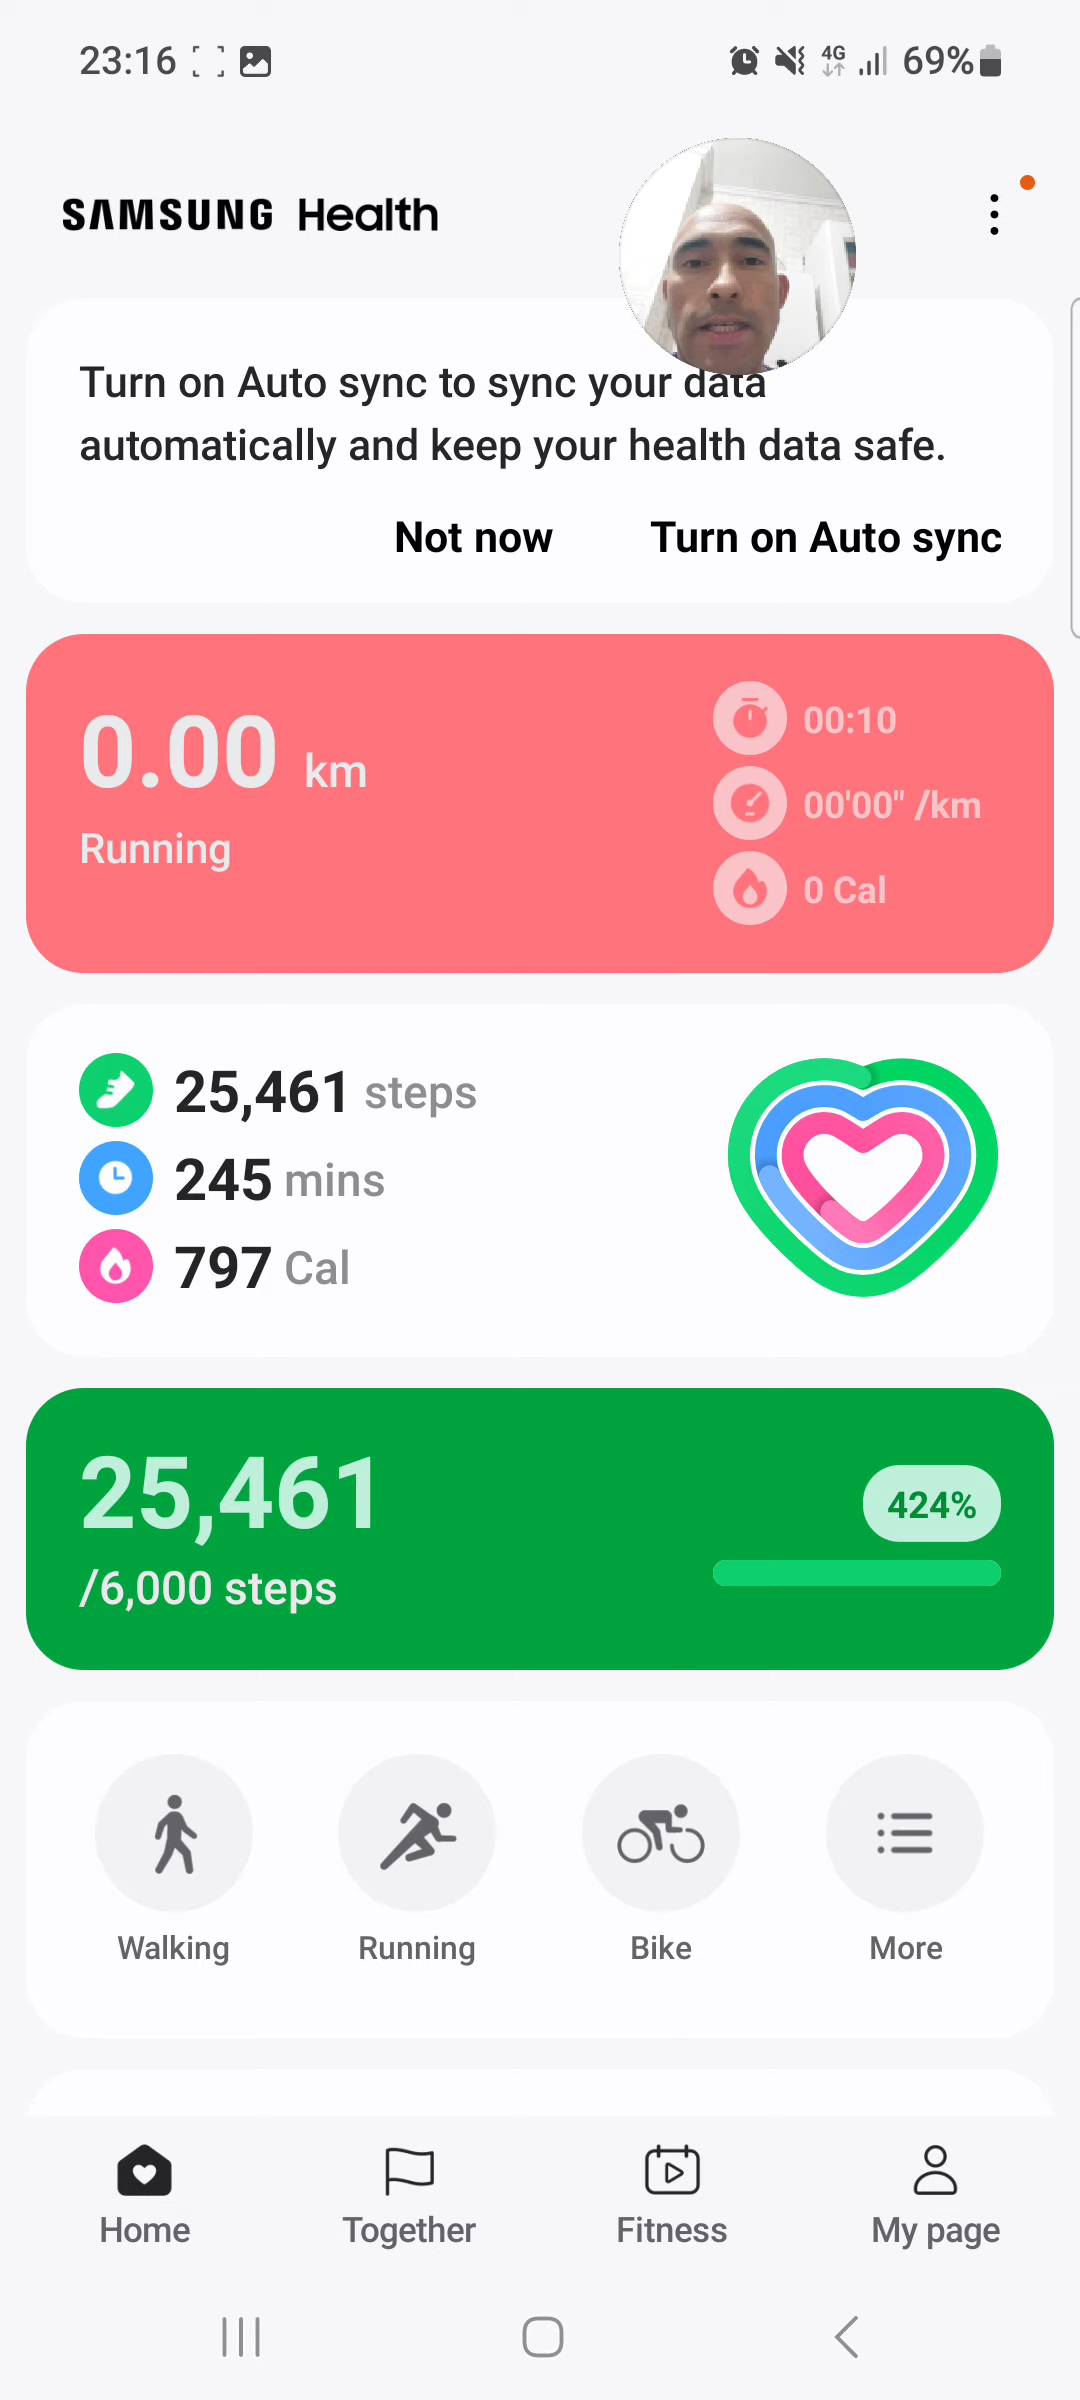 23:16
4G 69%
SAMSUNG Health
Turn on Auto sync to sync your data
automatically and keep your health data safe.
Not now Turn on Auto sync
0.00 km
Running
00:10
00'00" /km
0 Cal
25,461 steps
245 mins
797 Cal
25,461
/6,000 steps
424%
Walking Running Bike More
Home Together Fitness My page